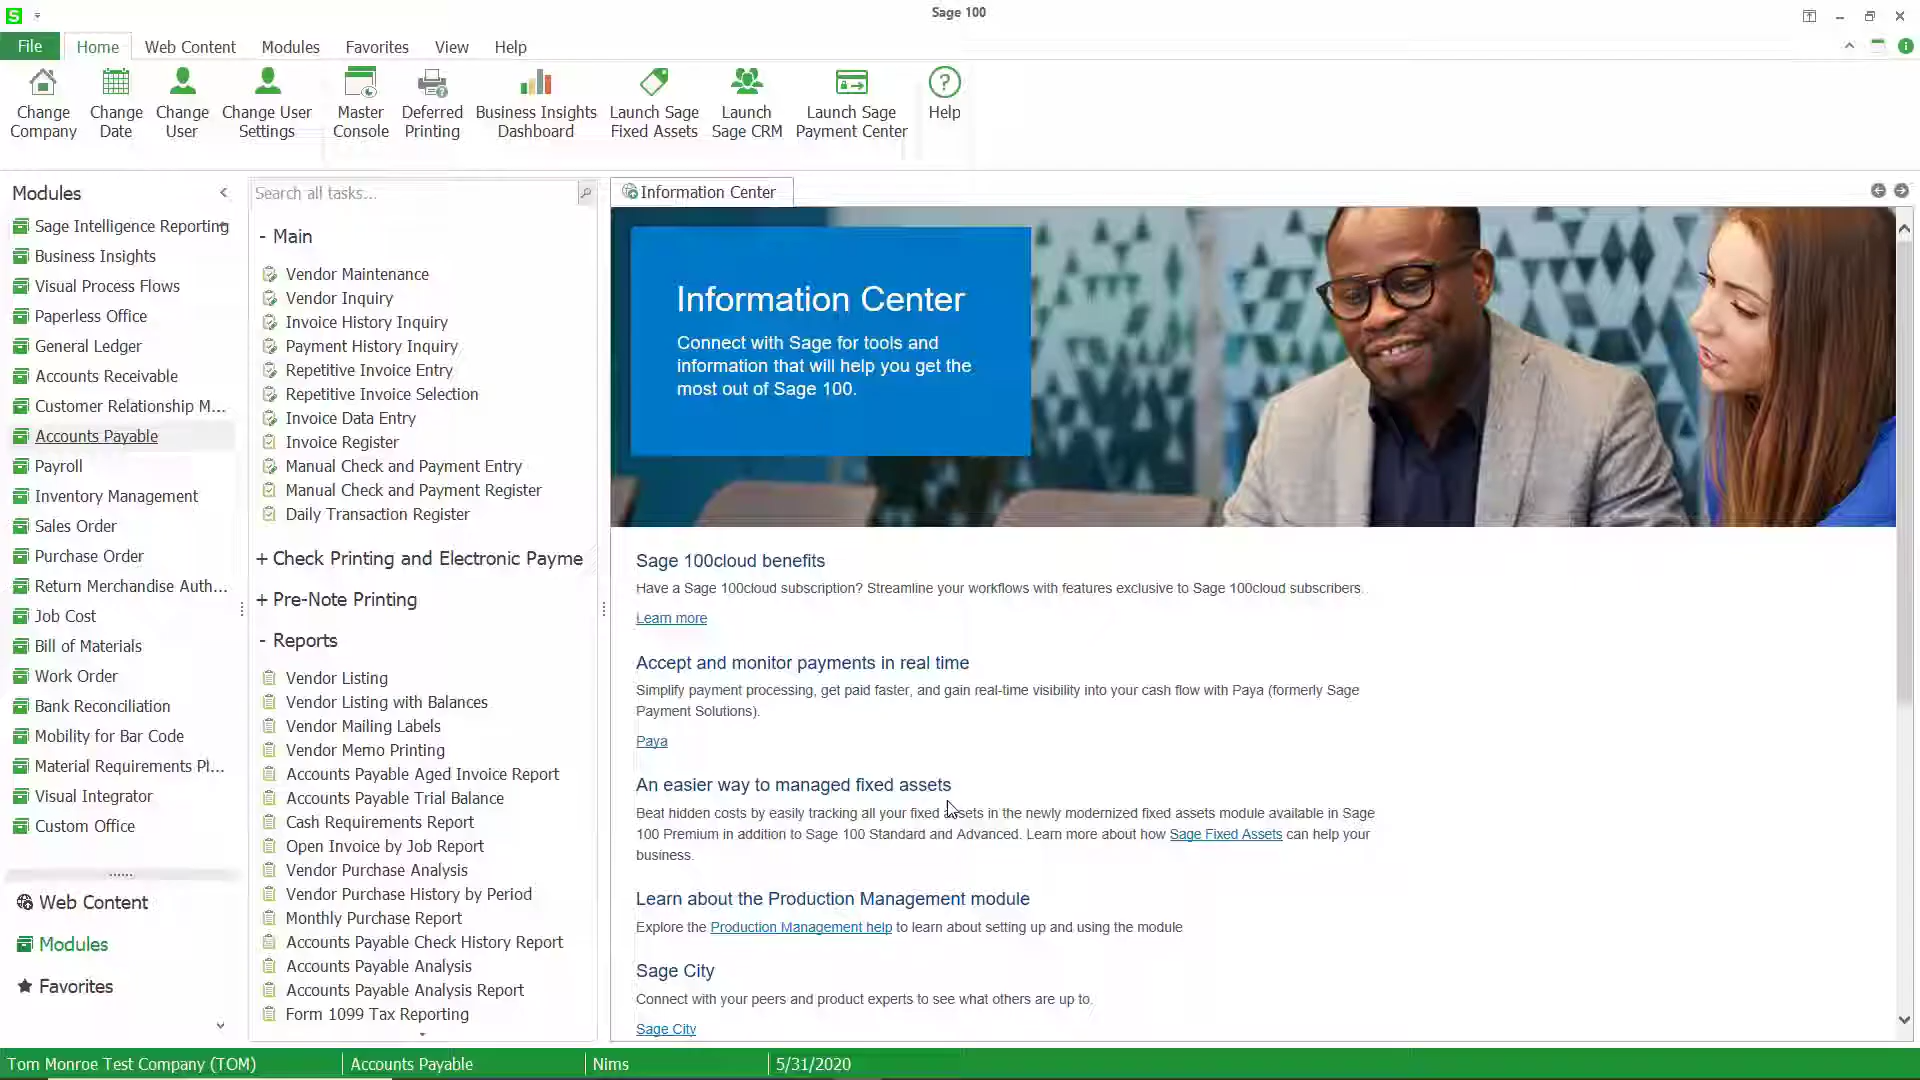 S
Sage 100
File
Home
Web Content
Modules
Favorites
View
Help
Change
Company
Change
Date
Change
User
Change User
Settings
Master
Console
Deferred
Printing
Business Insights
Dashboard
Launch Sage
Fixed Assets
Launch
Sage CRM
Launch Sage
Payment Center
Help
Modules
Sage Intelligence Reporting
Business Insights
Visual Process Flows
Paperless Office
General Ledger
Accounts Receivable
Customer Relationship M...
Accounts Payable
Payroll
Inventory Management
Sales Order
Purchase Order
Return Merchandise Auth...
Job Cost
Bill of Materials
Work Order
Bank Reconciliation
Mobility for Bar Code
Material Requirements Pl...
Visual Integrator
Custom Office
Web Content
Modules
Favorites
Search all tasks...
- Main
Vendor Maintenance
Vendor Inquiry
Invoice History Inquiry
Payment History Inquiry
Repetitive Invoice Entry
Repetitive Invoice Selection
Invoice Data Entry
Invoice Register
Manual Check and Payment Entry
Manual Check and Payment Register
Daily Transaction Register
+ Check Printing and Electronic Payme
+ Pre-Note Printing
- Reports
Vendor Listing
Vendor Listing with Balances
Vendor Mailing Labels
Vendor Memo Printing
Accounts Payable Aged Invoice Report
Accounts Payable Trial Balance
Cash Requirements Report
Open Invoice by Job Report
Vendor Purchase Analysis
Vendor Purchase History by Period
Monthly Purchase Report
Accounts Payable Check History Report
Accounts Payable Analysis
Accounts Payable Analysis Report
Form 1099 Tax Reporting
Information Center
Information Center
Connect with Sage for tools and
information that will help you get the
most out of Sage 100.
Sage 100cloud benefits
Have a Sage 100cloud subscription? Streamline your workflows with features exclusive to Sage 100cloud subscribers.
Learn more
Accept and monitor payments in real time
Simplify payment processing, get paid faster, and gain real-time visibility into your cash flow with Paya (formerly Sage
Payment Solutions).
Paya
An easier way to managed fixed assets
Beat hidden costs by easily tracking all your fixed assets in the newly modernized fixed assets module available in Sage
100 Premium in addition to Sage 100 Standard and Advanced. Learn more about how Sage Fixed Assets can help your
business.
Learn about the Production Management module
Explore the Production Management help to learn about setting up and using the module
Sage City
Connect with your peers and product experts to see what others are up to.
Sage City
Tom Monroe Test Company (TOM)
Accounts Payable
Nims
5/31/2020